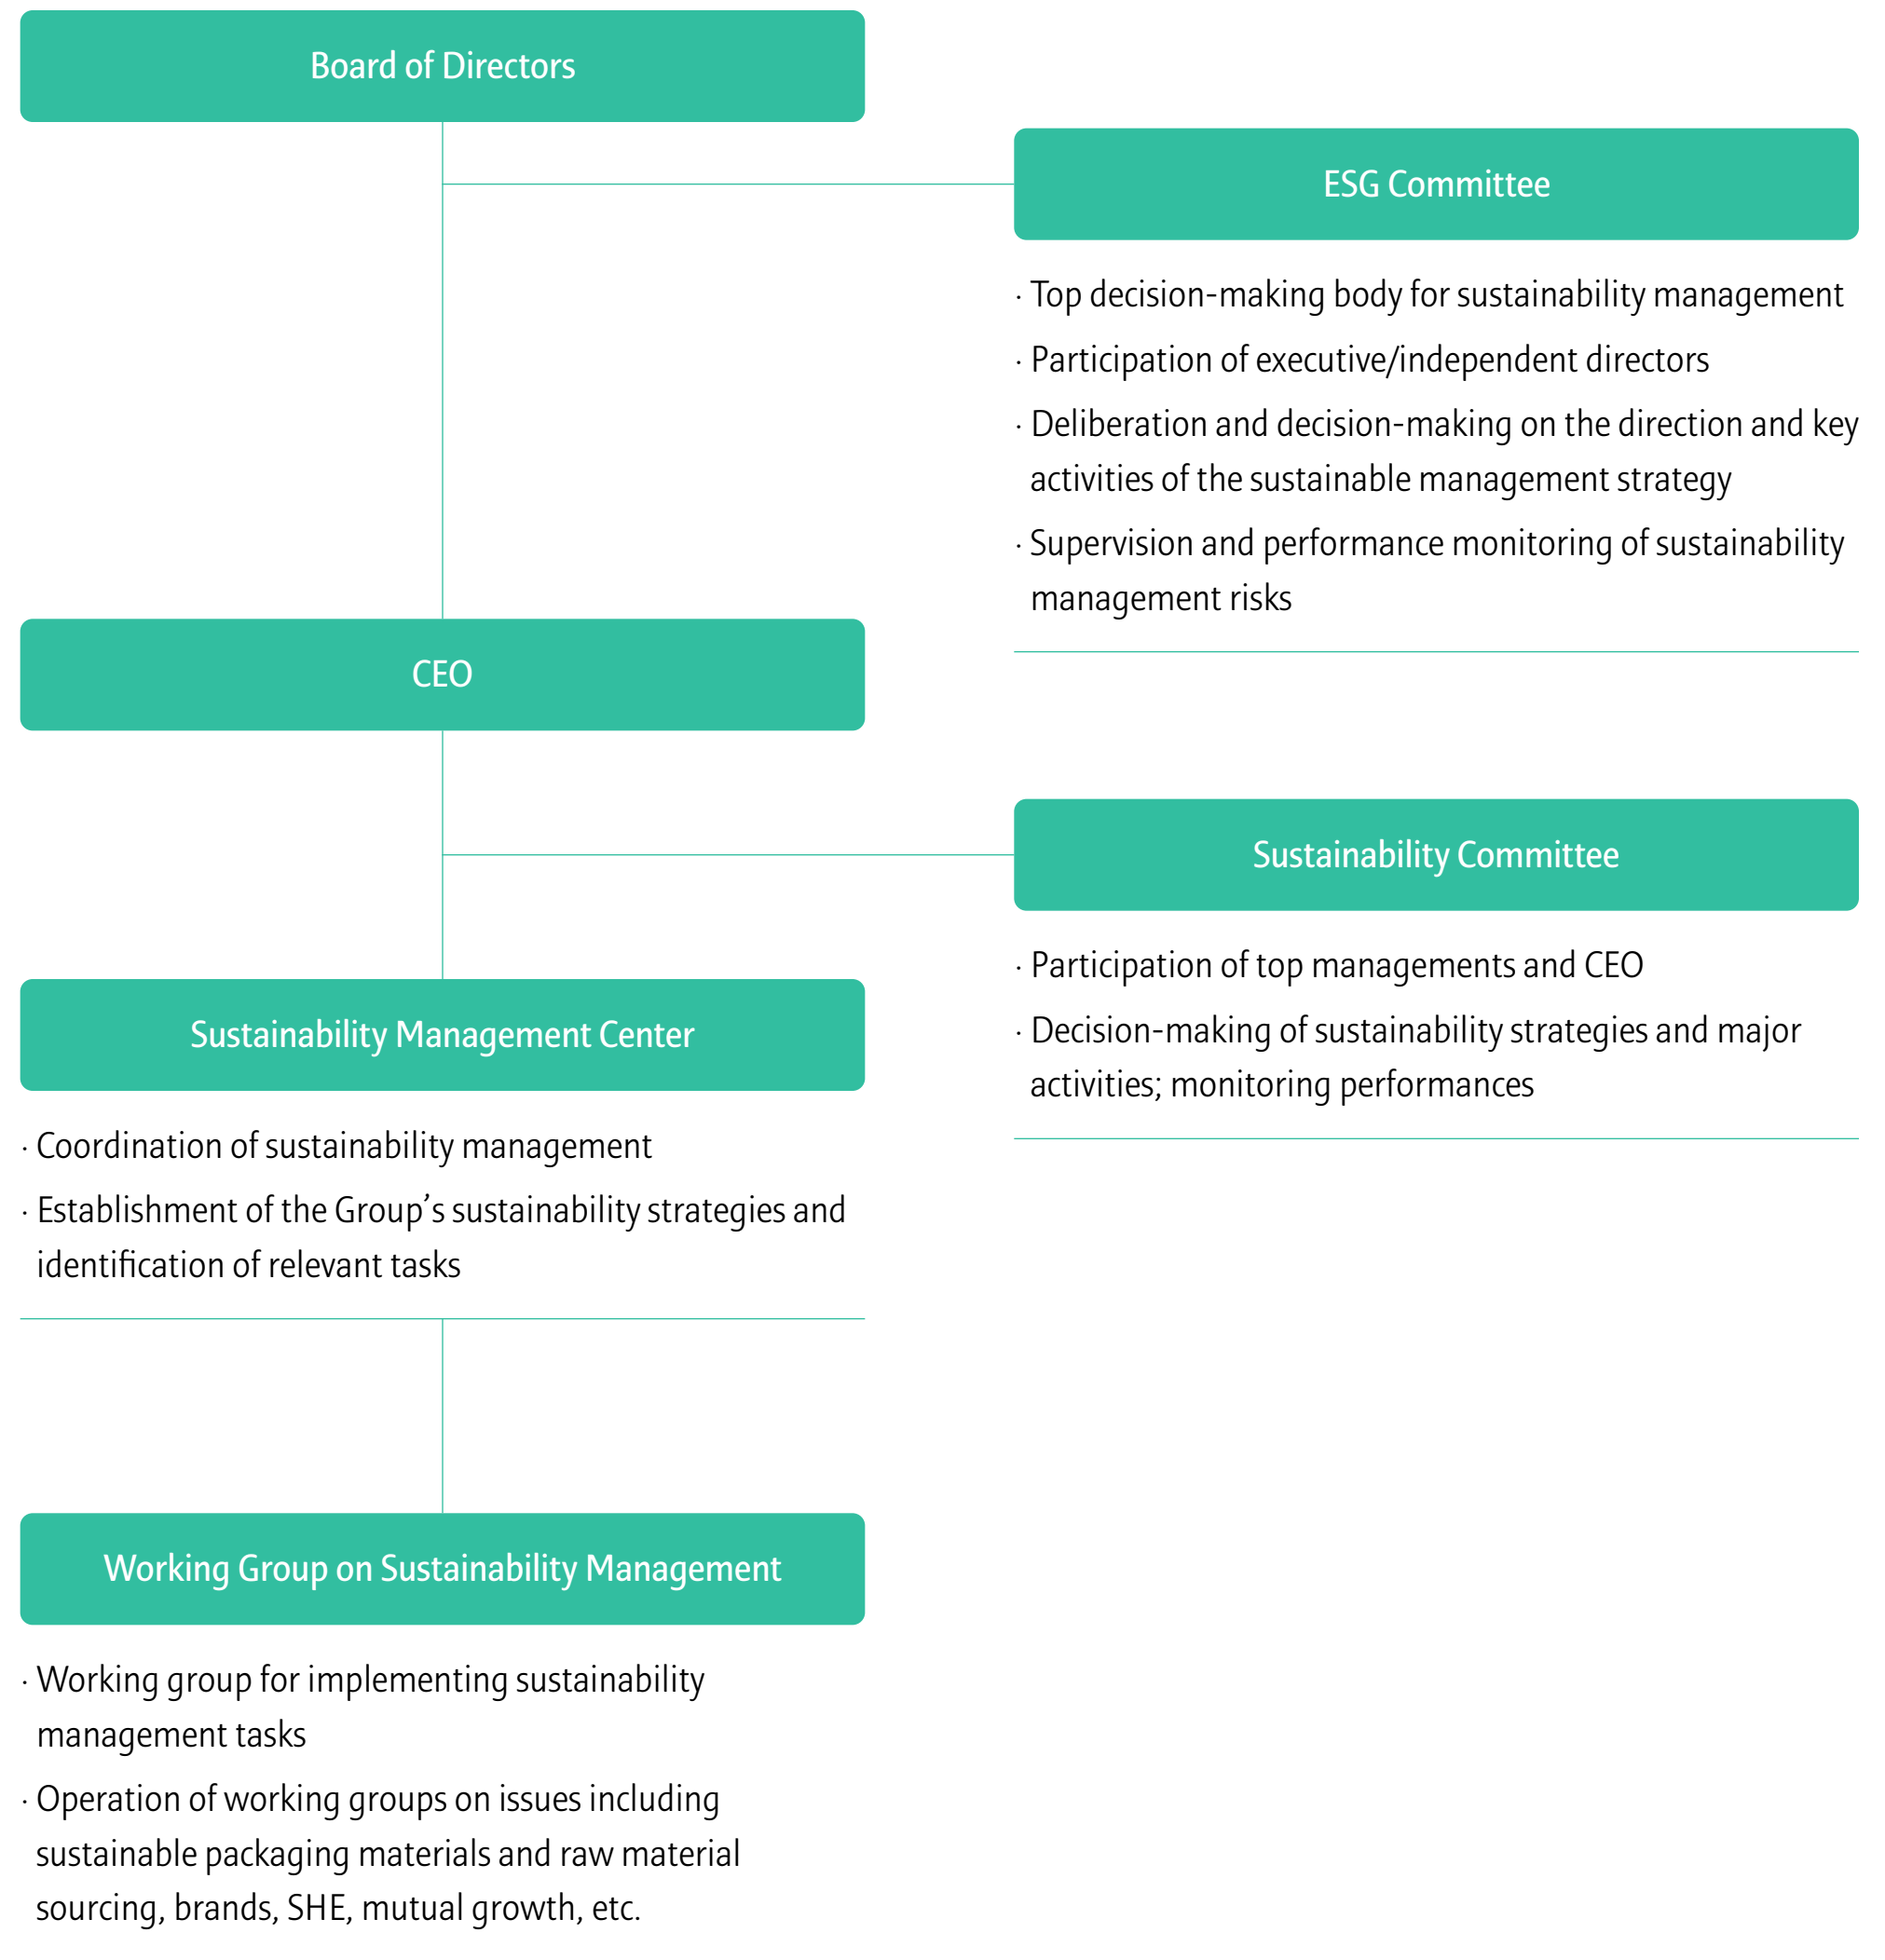 Board of Directors
ESG Committee
· Top decision-making body for sustainability management
· Participation of executive/independent directors
· Deliberation and decision-making on the direction and key
activities of the sustainable management strategy
· Supervision and performance monitoring of sustainability
management risks
CEO
Sustainability Committee
· Participation of top managements and CEO
· Decision-making of sustainability strategies and major
activities; monitoring performances
Sustainability Management Center
· Coordination of sustainability management
· Establishment of the Group’s sustainability strategies and
identification of relevant tasks
Working Group on Sustainability Management
· Working group for implementing sustainability
management tasks
· Operation of working groups on issues including
sustainable packaging materials and raw material
sourcing, brands, SHE, mutual growth, etc.